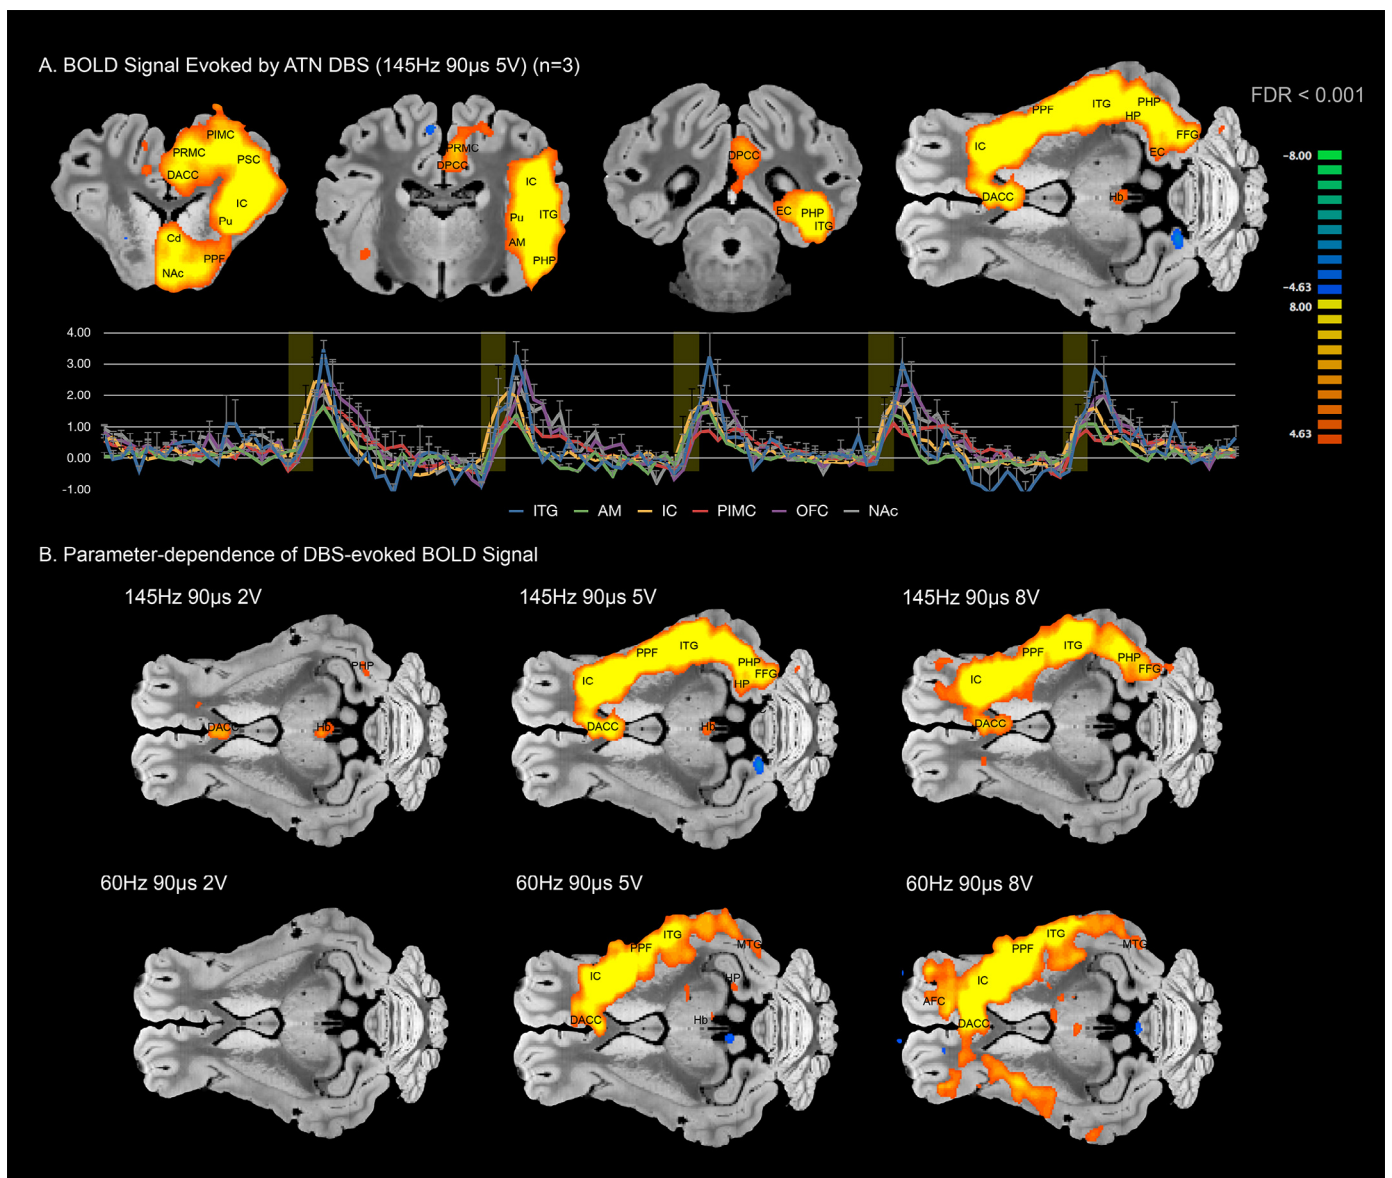 A. BOLD Signal Evoked by ATN DBS (145Hz 90µs 5V) (n=3)
FDR < 0.001
PIMC
PRMC
PSC
DACC
IC
Pu
Cd
PPF
NAc
PRMC
DPCC
IC
Pu
ITG
AM
PHP
DPCC
EC
PHP
ITG
PPF
ITG
PHP
HP
FFG
IC
EC
DACC
Hb
−8.00
−4.63
8.00
4.63
4.00
3.00
2.00
1.00
0.00
-1.00
ITG AM IC PIMC OFC NAc
B. Parameter-dependence of DBS-evoked BOLD Signal
145Hz 90µs 2V
PHP
DACC
Hb
145Hz 90µs 5V
PPF
ITG
PHP
IC
FFG
HP
DACC
Hb
145Hz 90µs 8V
PPF
ITG
PHP
FFG
IC
DACC
60Hz 90µs 2V
60Hz 90µs 5V
ITG
PPF
MTG
IC
HP
DACC
Hb
60Hz 90µs 8V
ITG
PPF
MTG
IC
AFC
DACC